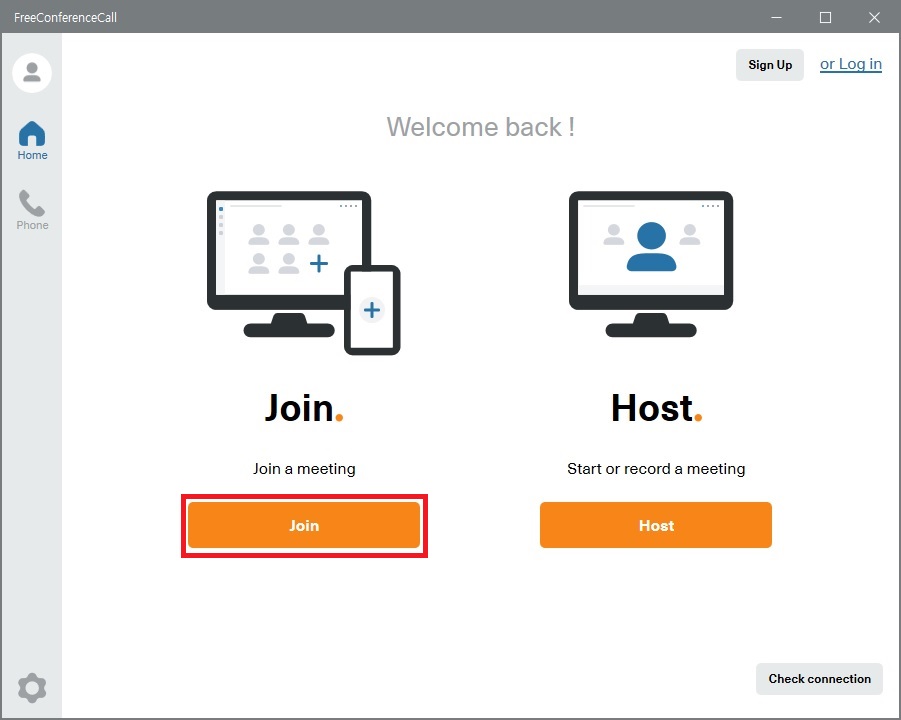 FreeConferenceCall
Sign Up
or Log in
Home
Phone
Welcome back !
Join.
Host.
Join a meeting
Start or record a meeting
Join
Host
Check connection